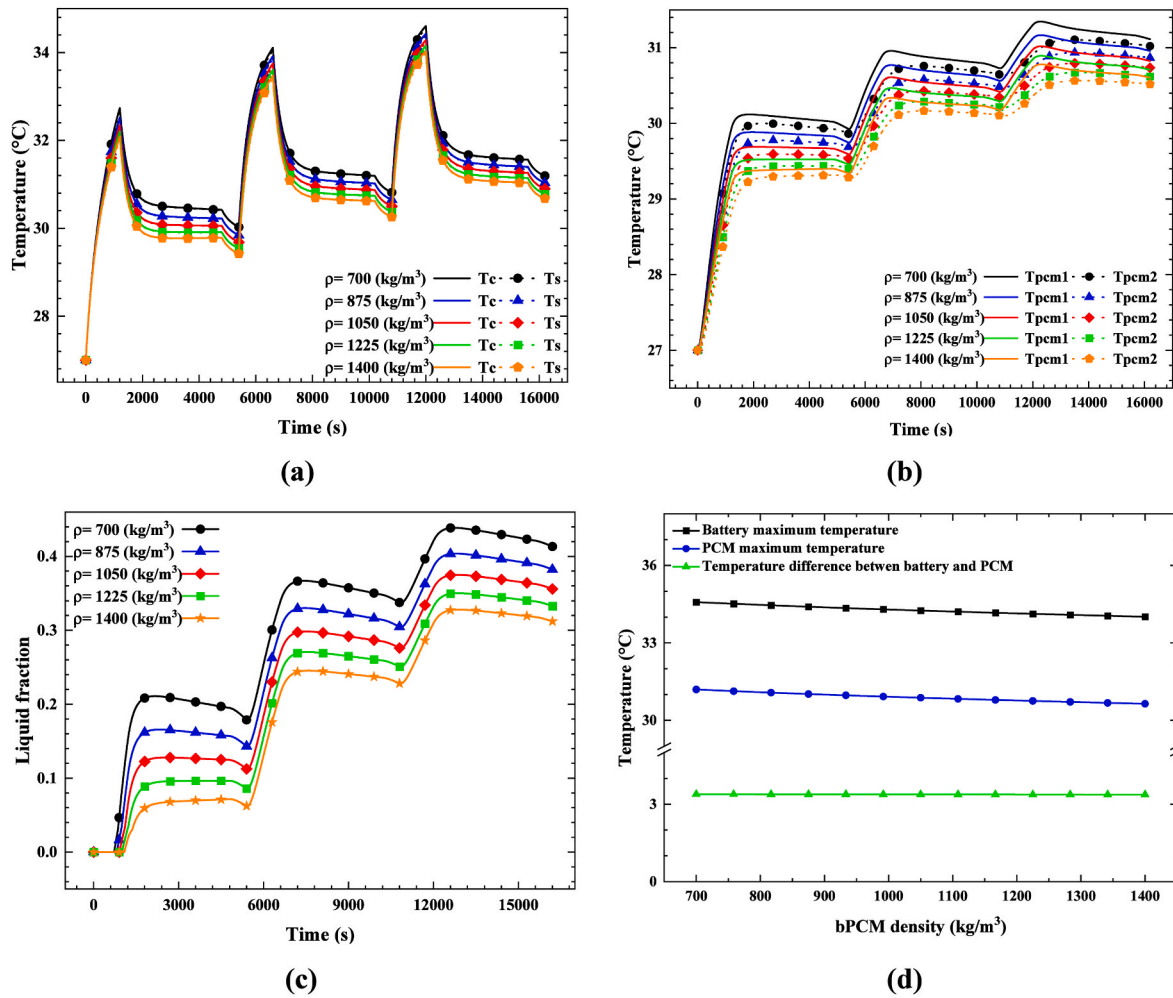 34
32
30
28
Temperature (°C)
ρ= 700 (kg/m³) Tc Ts
ρ= 875 (kg/m³) Tc Ts
ρ= 1050 (kg/m³) Tc Ts
ρ= 1225 (kg/m³) Tc Ts
ρ= 1400 (kg/m³) Tc Ts
0 2000 4000 6000 8000 10000 12000 14000 16000
Time (s)
(a)
31
30
29
28
27
Temperature (°C)
ρ= 700 (kg/m³) Tpcm1 Tpcm2
ρ= 875 (kg/m³) Tpcm1 Tpcm2
ρ= 1050 (kg/m³) Tpcm1 Tpcm2
ρ= 1225 (kg/m³) Tpcm1 Tpcm2
ρ= 1400 (kg/m³) Tpcm1 Tpcm2
0 2000 4000 6000 8000 10000 12000 14000 16000
Time (s)
(b)
ρ= 700 (kg/m³)
ρ= 875 (kg/m³)
ρ= 1050 (kg/m³)
ρ= 1225 (kg/m³)
ρ= 1400 (kg/m³)
0.4
0.3
0.2
0.1
0.0
Liquid fraction
0 3000 6000 9000 12000 15000
Time (s)
(c)
Battery maximum temperature
PCM maximum temperature
Temperature difference betwen battery and PCM
36
33
30
3
0
Temperature (°C)
700 800 900 1000 1100 1200 1300 1400
bPCM density (kg/m³)
(d)